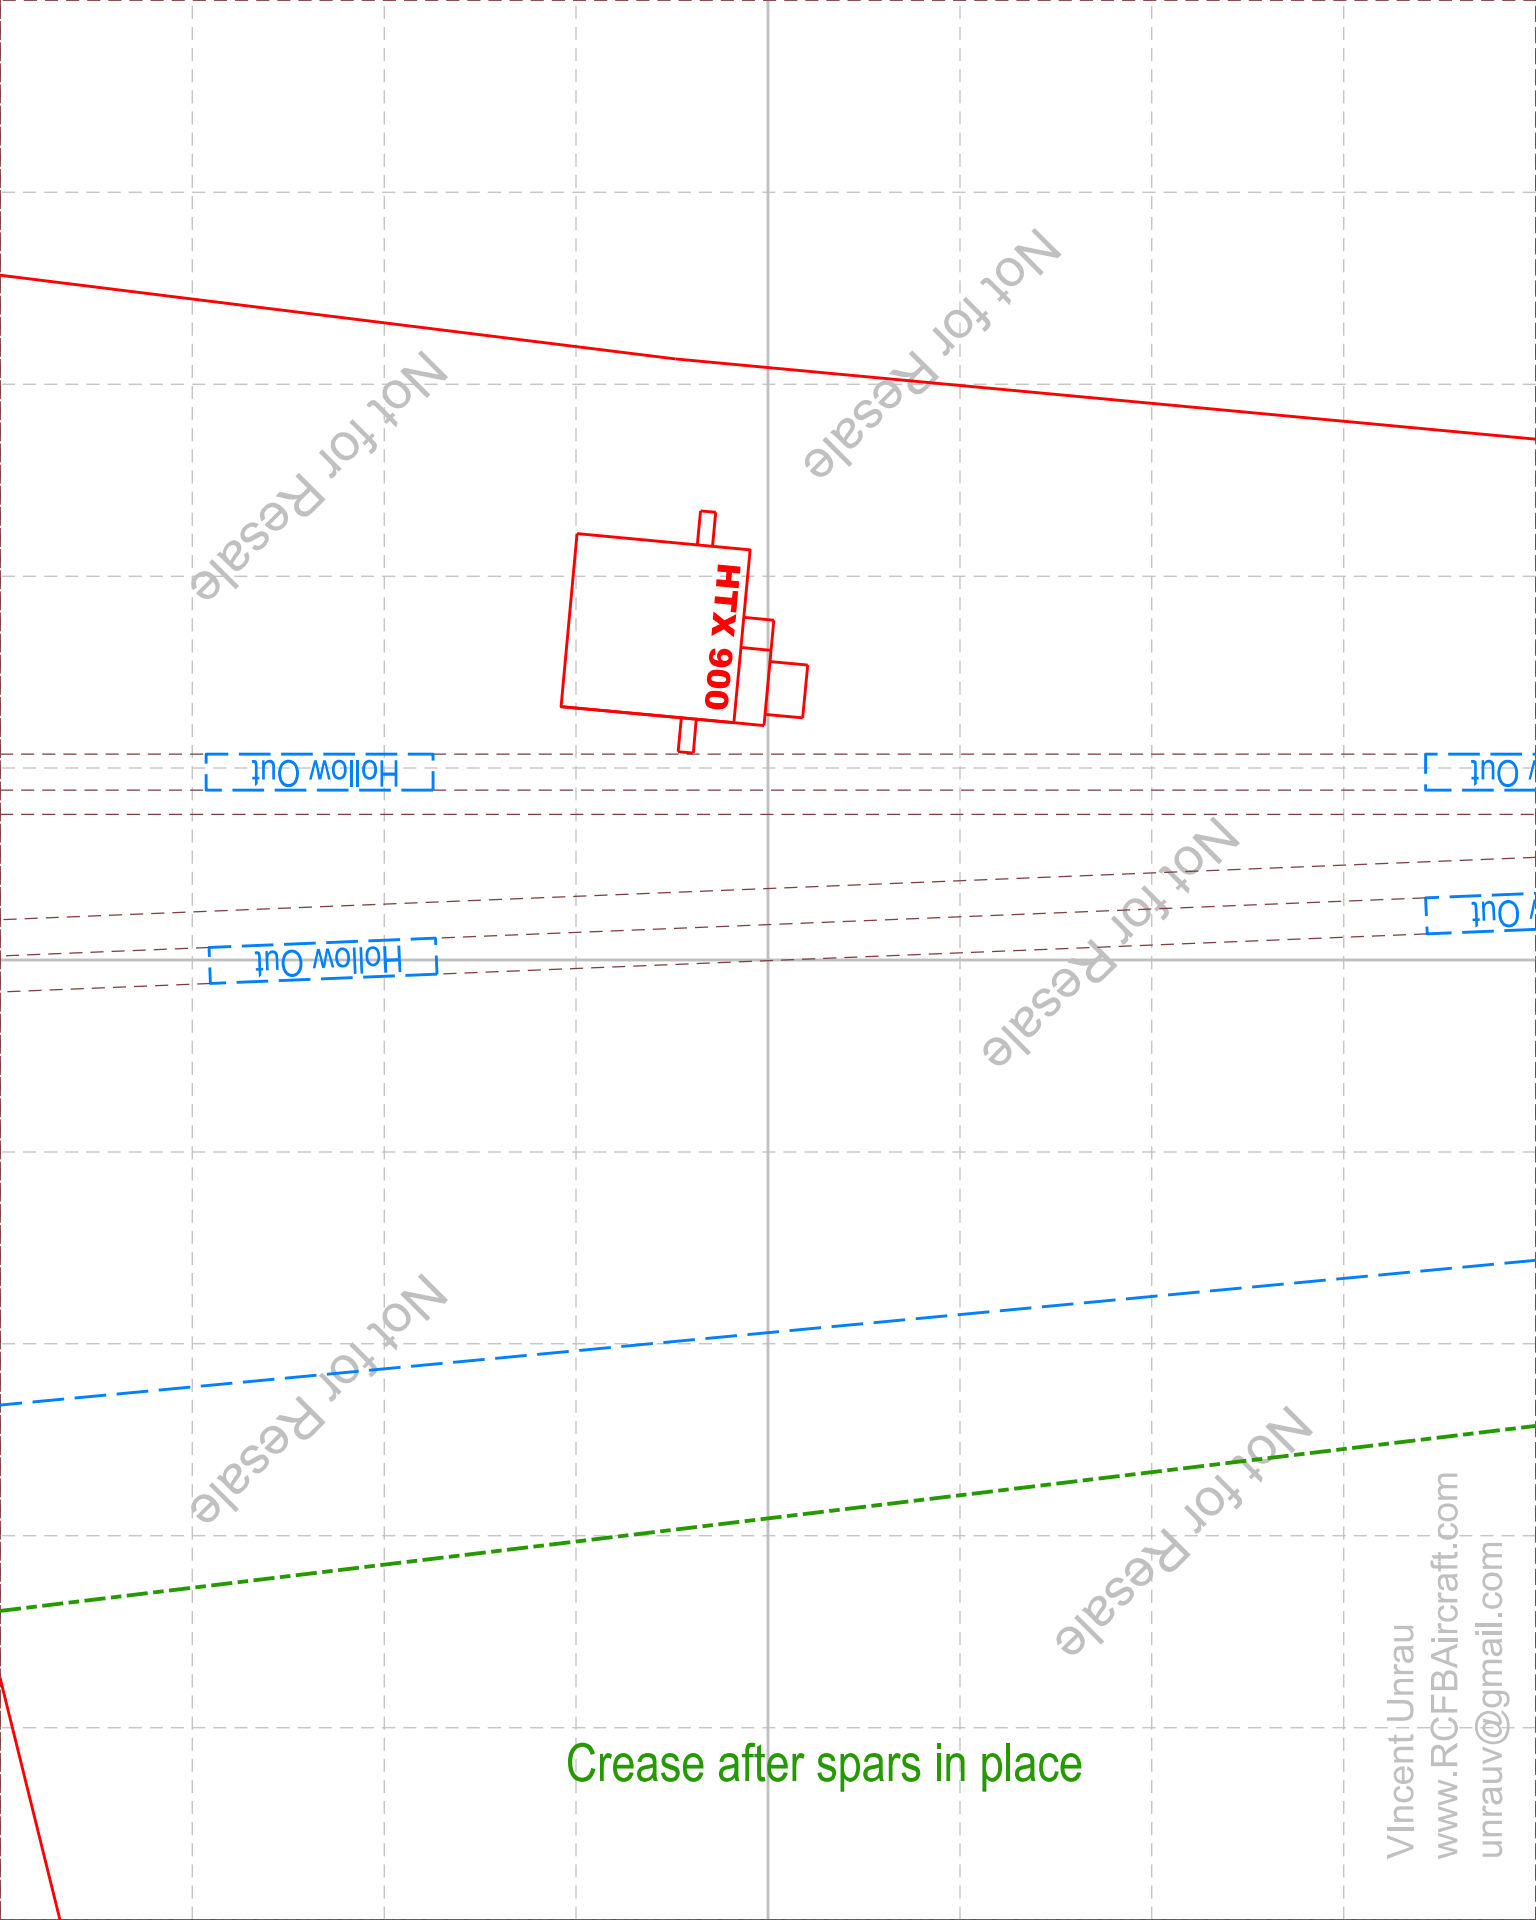 Not for Resale
Not for Resale
HTX 900
Hollow Out
w Out
Not for Resale
w Out
Hollow Out
Not for Resale
Not for Resale
Crease after spars in place
VIncent Unrau
www.RCFBAircraft.com
unrauv@gmail.com